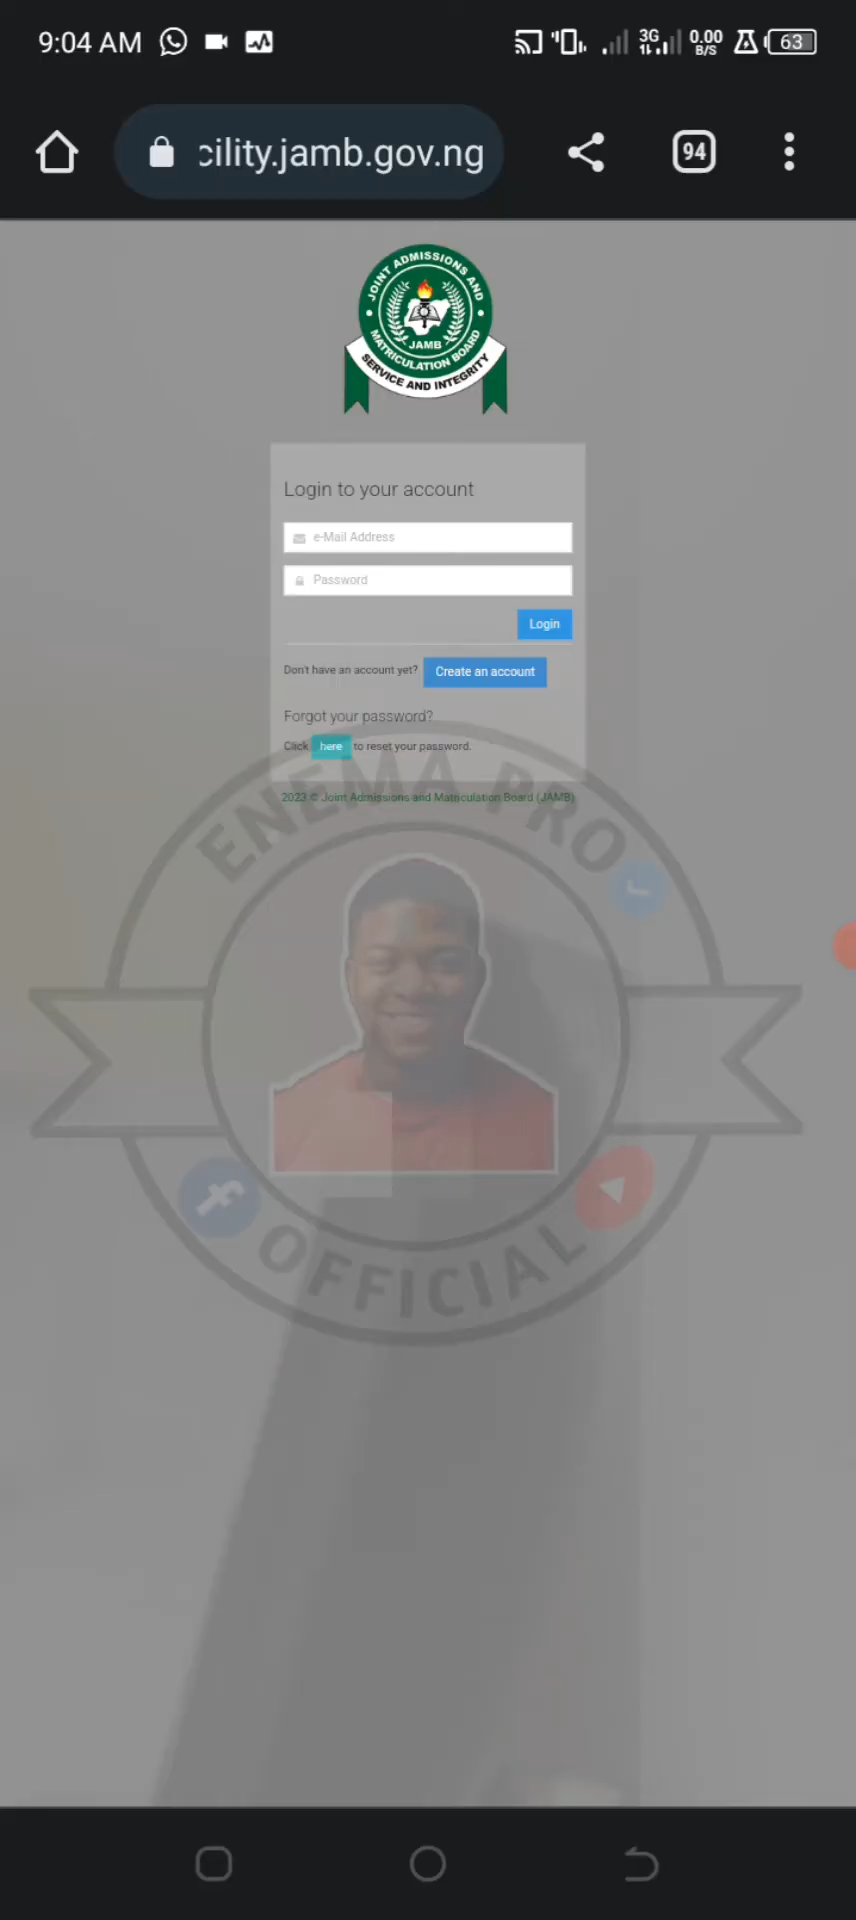 9:04 AM
3G
0.00
B/S
63
cility.jamb.gov.ng
94
JOINT ADMISSIONS AND
MATRICULATION BOARD
JAMB
SERVICE AND INTEGRITY
Login to your account
e-Mail Address
Password
Login
Don't have an account yet? Create an account
Forgot your password?
Click here to reset your password.
2023 © Joint Admissions and Matriculation Board (JAMB)
ENEMA PRO
OFFICIAL